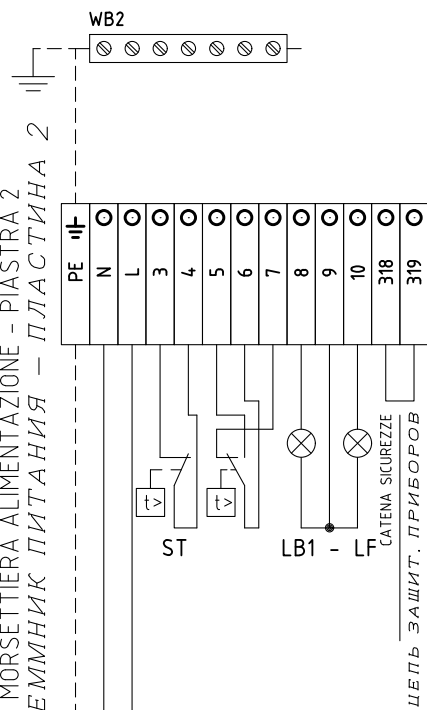 WB2
MORSETTIERA ALIMENTAZIONE - PIASTRA 2
ЕММНИК ПИТАНИЯ - ПЛАСТИНА 2
PE
N
L
3
4
5
6
7
8
9
10
318
319
t>
t>
ST
LB1 - LF
CATENA SICUREZZE
ЦЕПЬ ЗАЩИТ. ПРИБОРОВ